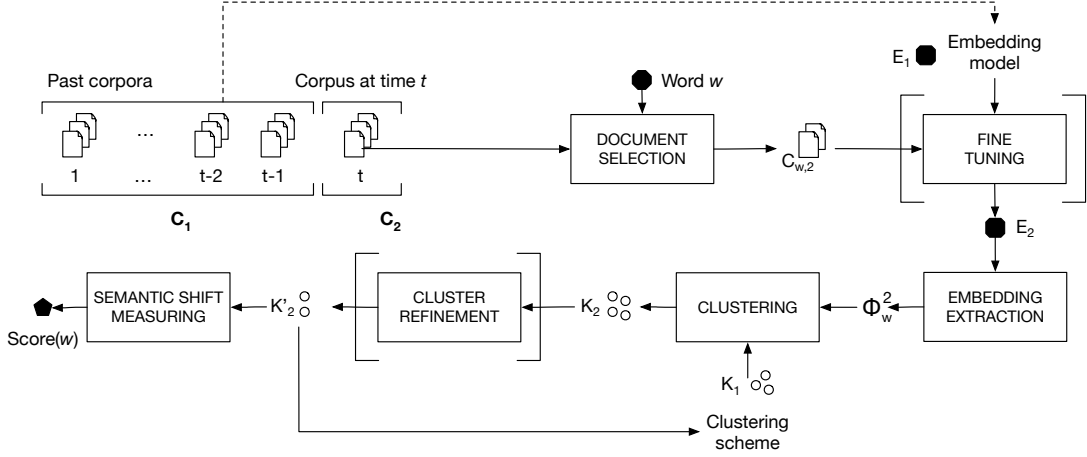 Past corpora
Corpus at time t
Word w
E1
Embedding
model
1
...
t-2
t-1
t
...
C1
C2
DOCUMENT
SELECTION
Cw,2
FINE
TUNING
E2
SEMANTIC SHIFT
MEASURING
Score(w)
K'2
CLUSTER
REFINEMENT
K2
CLUSTERING
Φ2w
EMBEDDING
EXTRACTION
K1
Clustering
scheme